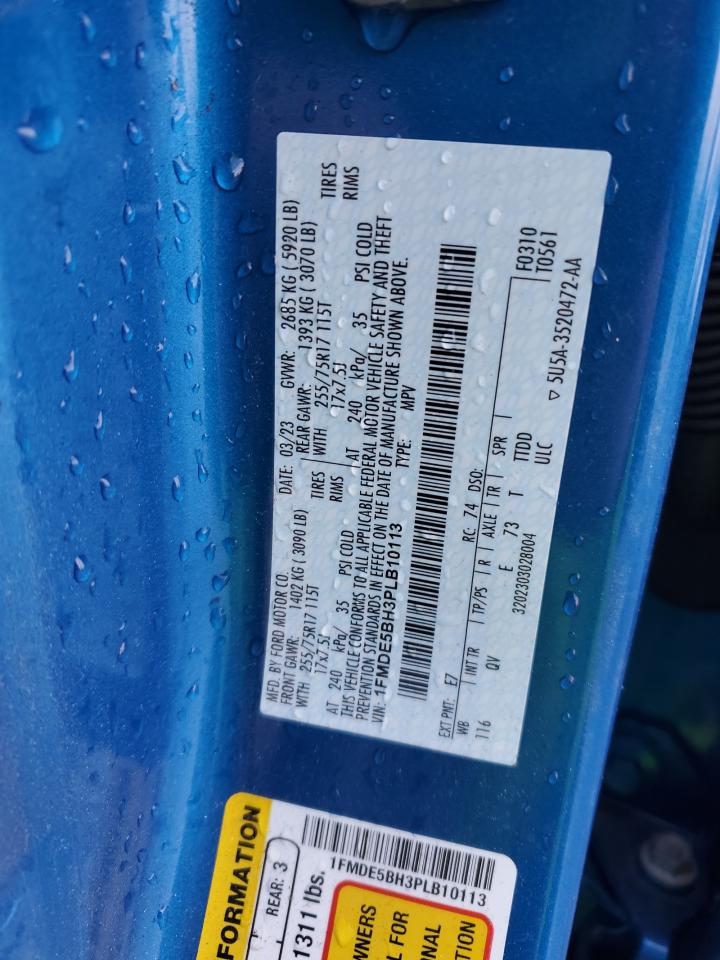 MFD. BY FORD MOTOR CO. DATE: 03/23 GVWR: 2685 KG ( 5920 LB)
FRONT GAWR: 1402 KG ( 3090 LB) REAR GAWR: 1393 KG ( 3070 LB)
WITH 255/75R17 115T TIRES WITH 255/75R17 115T TIRES
17x7.5J RIMS 17x7.5J RIMS
AT 240 kPa/ 35 PSI COLD AT 240 kPa/ 35 PSI COLD
THIS VEHICLE CONFORMS TO ALL APPLICABLE FEDERAL MOTOR VEHICLE SAFETY AND THEFT
PREVENTION STANDARDS IN EFFECT ON THE DATE OF MANUFACTURE SHOWN ABOVE.
VIN: 1FMDE5BH3PLB10113 TYPE: MPV
EXT PNT: E7 RC: 74 DSO: F0310
WB INT TR TP/PS R AXLE TR SPR T0561
116 QV E 73 T TTDD
3202303028004 ULC
▽ 5U5A-3520472-AA
FORMATION
REAR: 3
1311 lbs.
1FMDE5BH3PLB10113
WNERS
L FOR
ONAL
TION